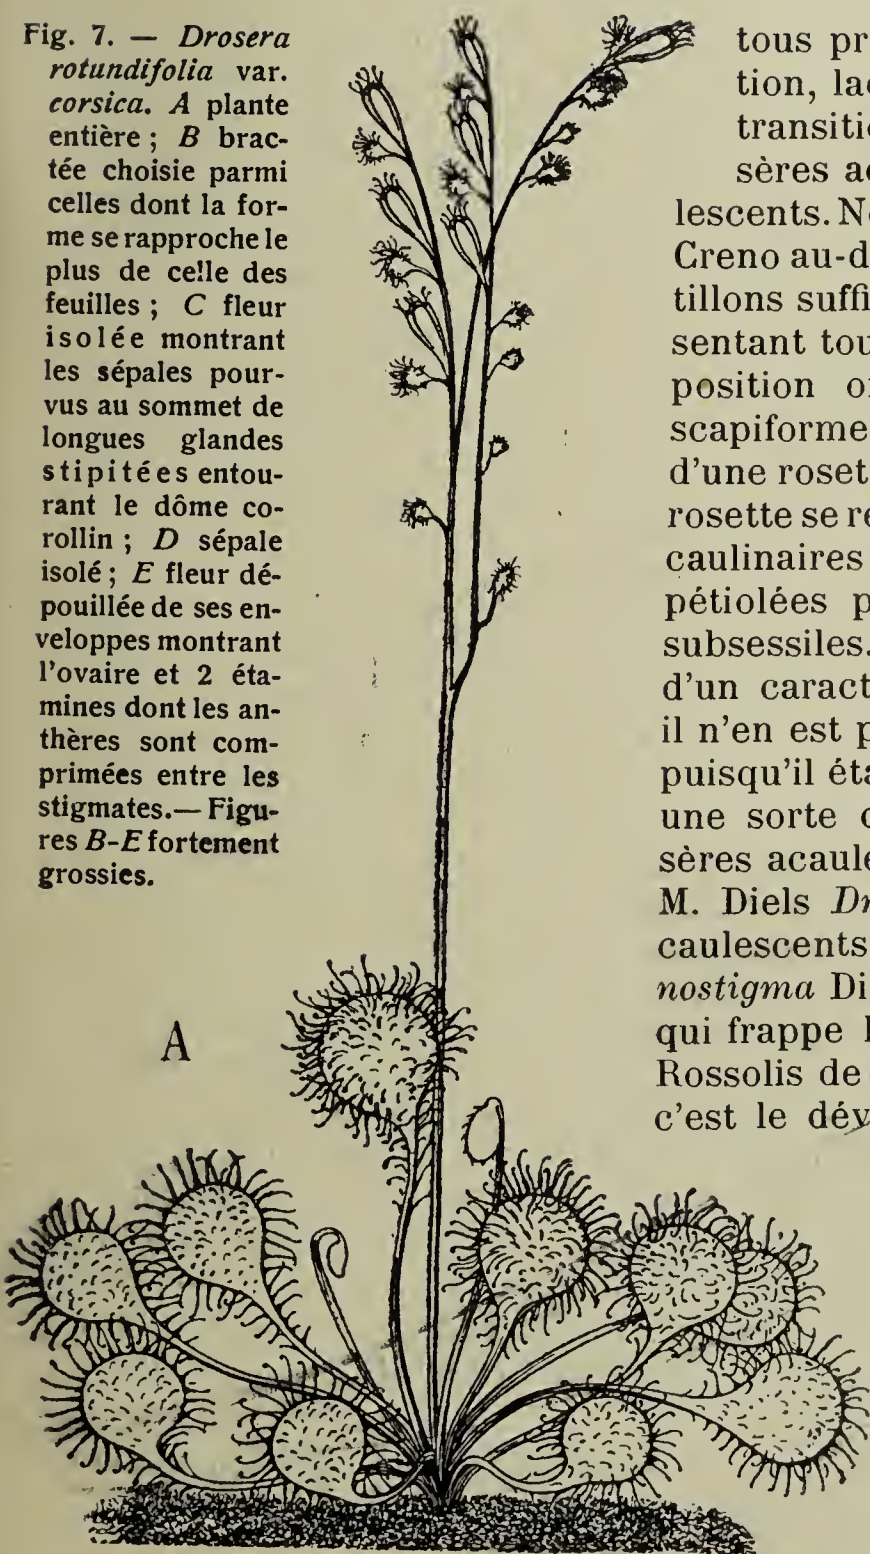 Fig. 7. — Drosera
rotundifolia var.
corsica. A plante
entière ; B brac-
tée choisie parmi
celles dont la for-
me se rapproche le
plus de celle des
feuilles ; C fleur
isolée montrant
les sépales pour-
vus au sommet de
longues glandes
stipitées entou-
rant le dôme co-
rollin ; D sépale
isolé ; E fleur dé-
pouillée de ses en-
veloppes montrant
l'ovaire et 2 éta-
mines dont les an-
thères sont com-
primées entre les
stigmates.— Figu-
res B-E fortement
grossies.
A
tous pr
tion, la
transiti
sères a
lescents. N
Creno au-d
tillons suffi
sentant tou
position o
scapiforme
d'une roset
rosette se r
caulinaires
pétiolées p
subsessiles.
d'un caract
il n'en est p
puisqu'il éta
une sorte
sères acaule
M. Diels Dr
caulescents
nostigma Di
qui frappe
Rossolis de
c'est le dév